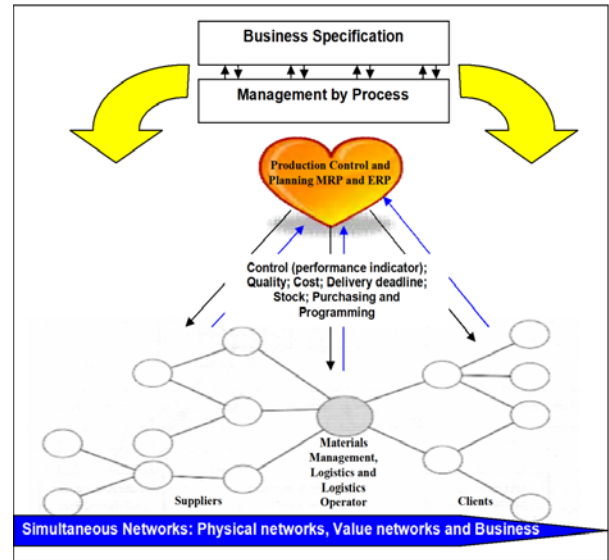 Business Specification
Management by Process
Production Control and
Planning MRP and ERP
Control (performance indicator);
Quality; Cost; Delivery deadline;
Stock; Purchasing and
Programming
Materials
Management,
Logistics and
Logistics
Operator
Suppliers
Clients
Simultaneous Networks: Physical networks, Value networks and Business